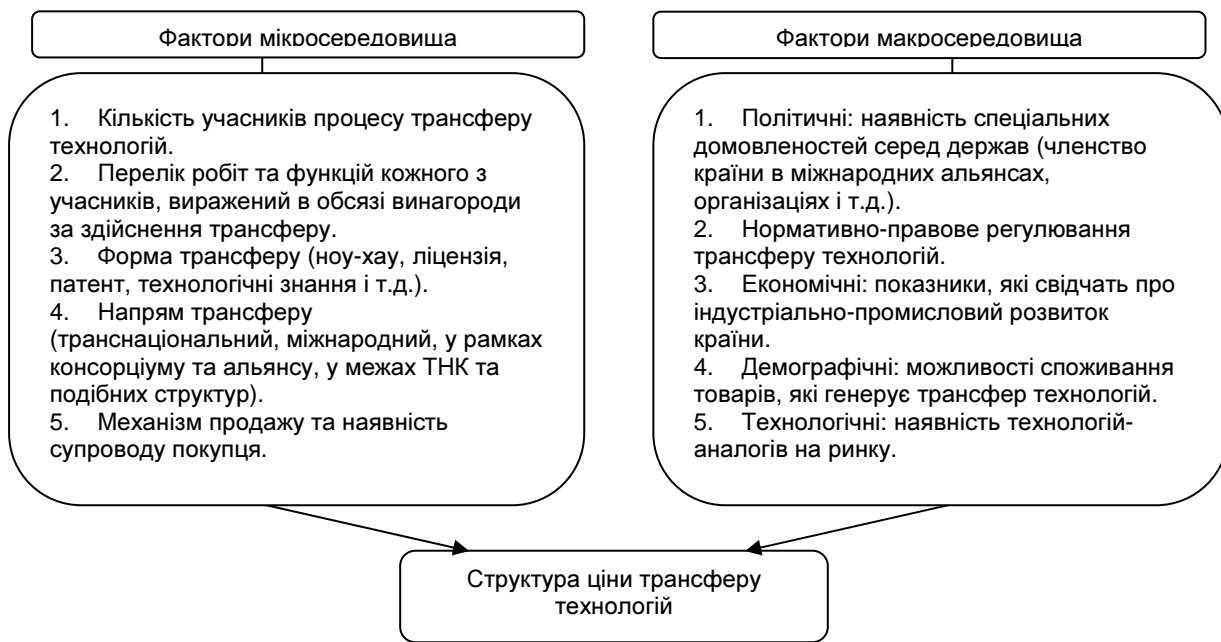 Фактори мікросередовища
1. Кількість учасників процесу трансферу
технологій.
2. Перелік робіт та функцій кожного з
учасників, виражений в обсязі винагороди
за здійснення трансферу.
3. Форма трансферу (ноу-хау, ліцензія,
патент, технологічні знання і т.д.).
4. Напрям трансферу
(транснаціональний, міжнародний, у рамках
консорціуму та альянсу, у межах ТНК та
подібних структур).
5. Механізм продажу та наявність
супроводу покупця.
Фактори макросередовища
1. Політичні: наявність спеціальних
домовленостей серед держав (членство
країни в міжнародних альянсах,
організаціях і т.д.).
2. Нормативно-правове регулювання
трансферу технологій.
3. Економічні: показники, які свідчать про
індустріально-промисловий розвиток
країни.
4. Демографічні: можливості споживання
товарів, які генерує трансфер технологій.
5. Технологічні: наявність технологій-
аналогів на ринку.
Структура ціни трансферу
технологій